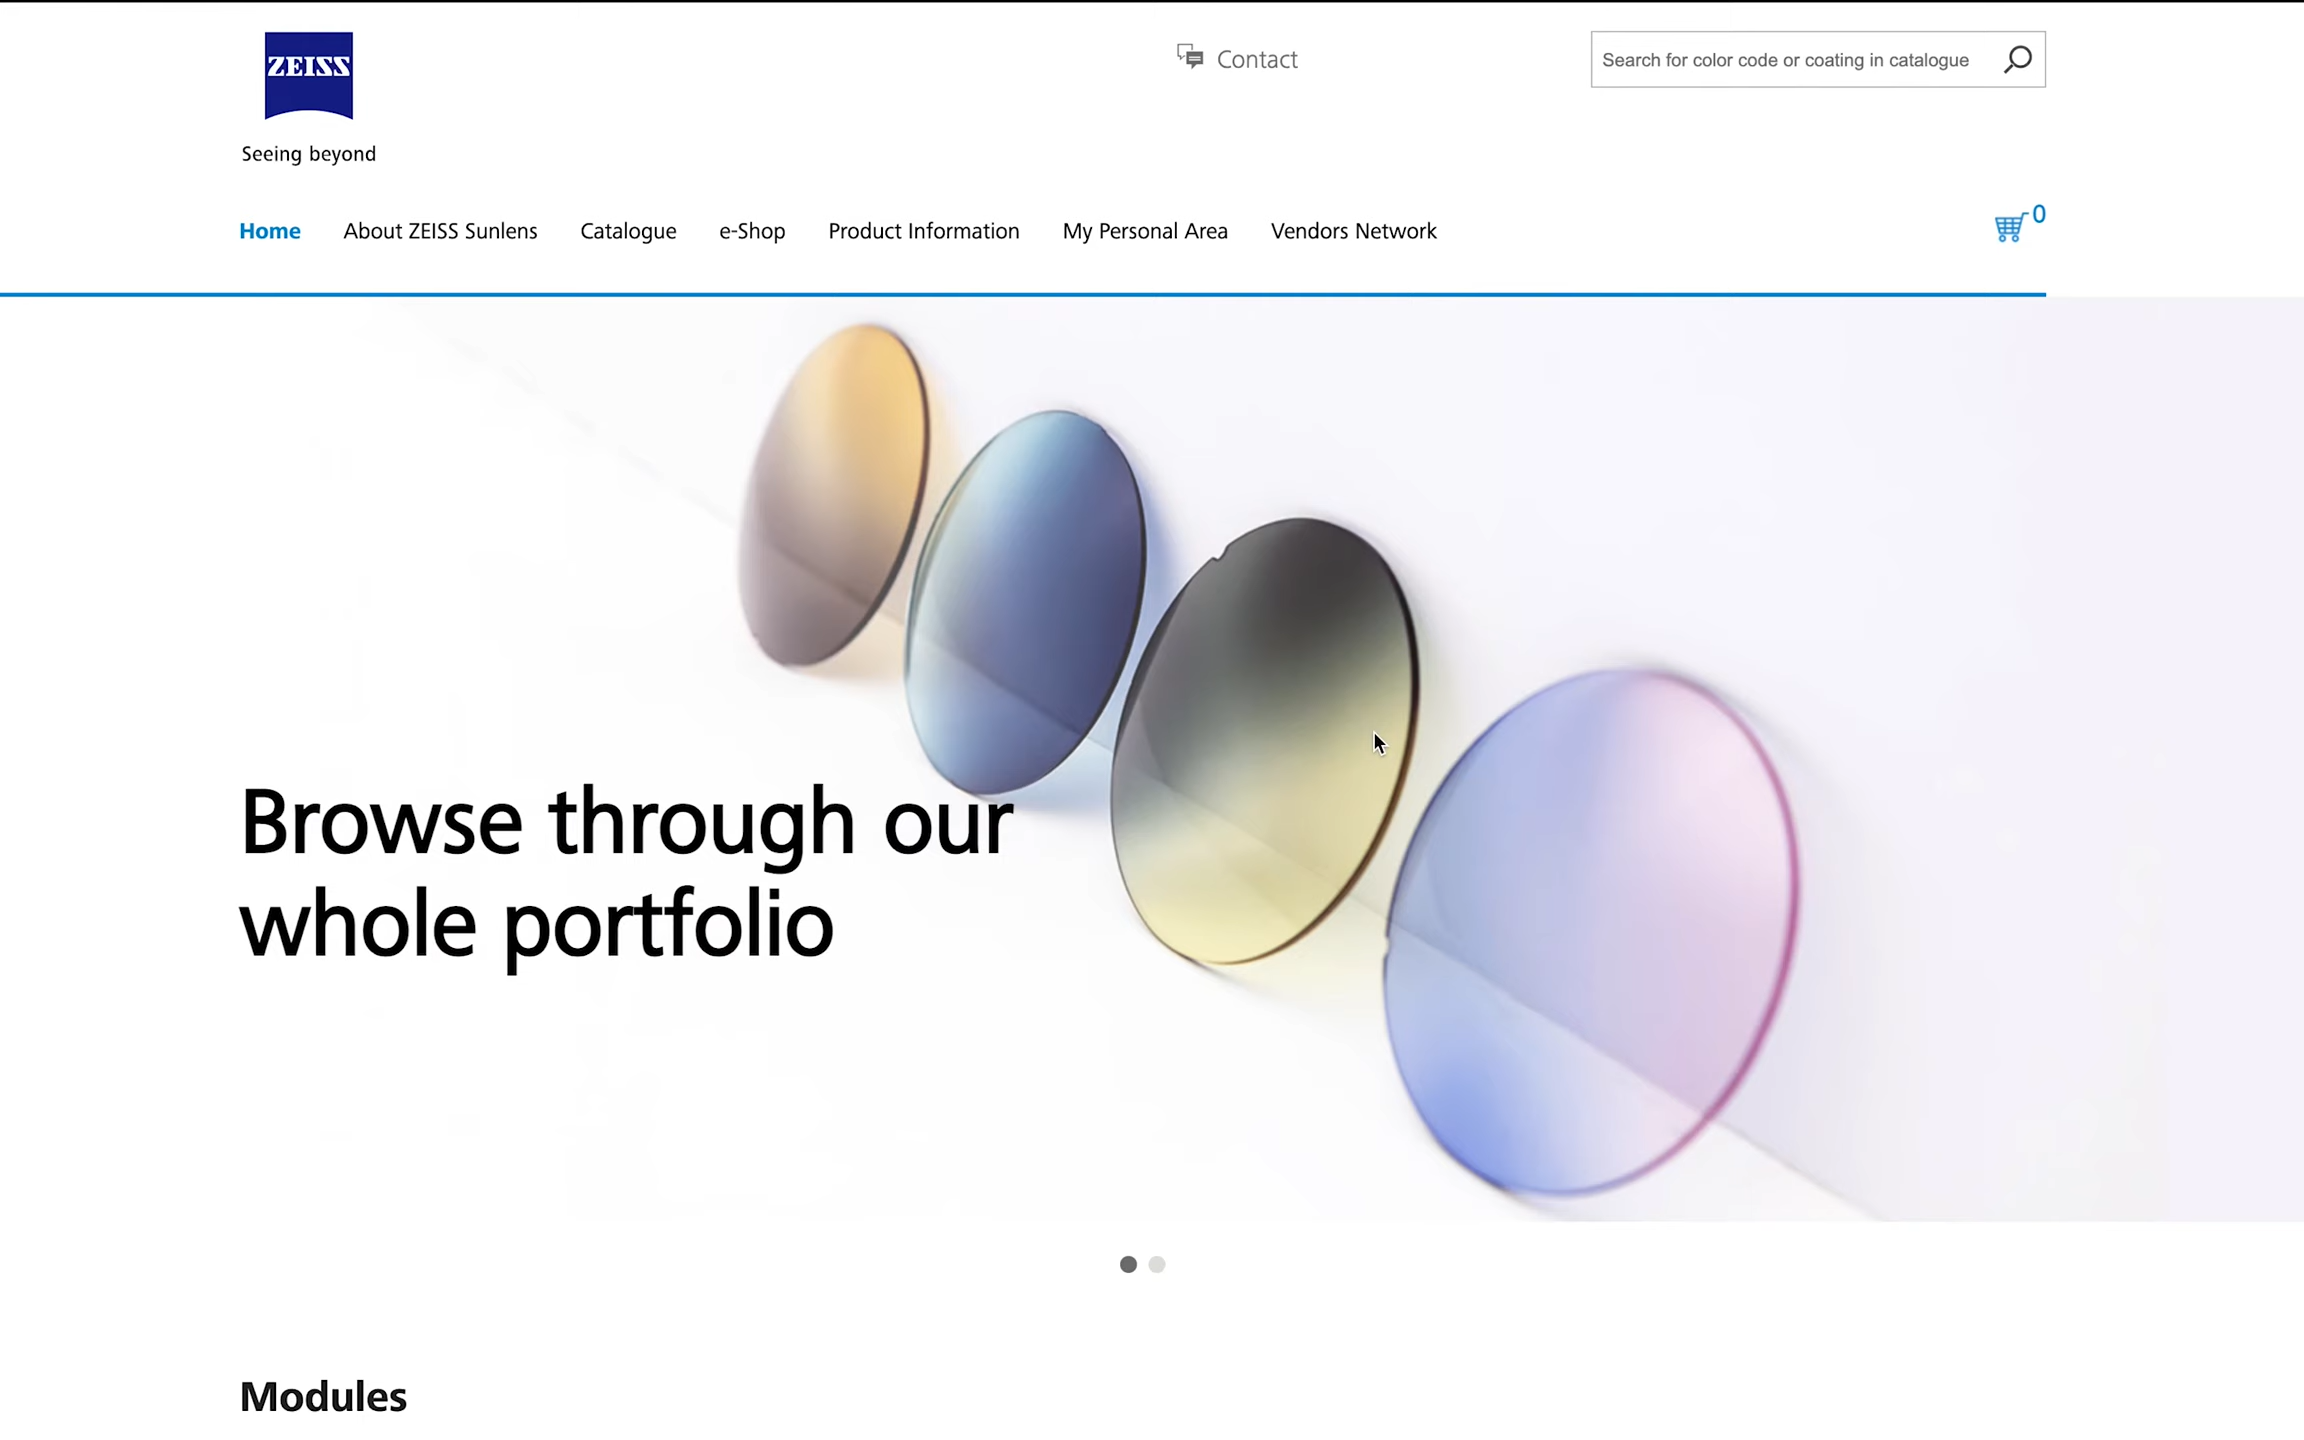 ZEISS
Seeing beyond
Contact
Search for color code or coating in catalogue
Home
About ZEISS Sunlens
Catalogue
e-Shop
Product Information
My Personal Area
Vendors Network
0
Browse through our
whole portfolio
Modules